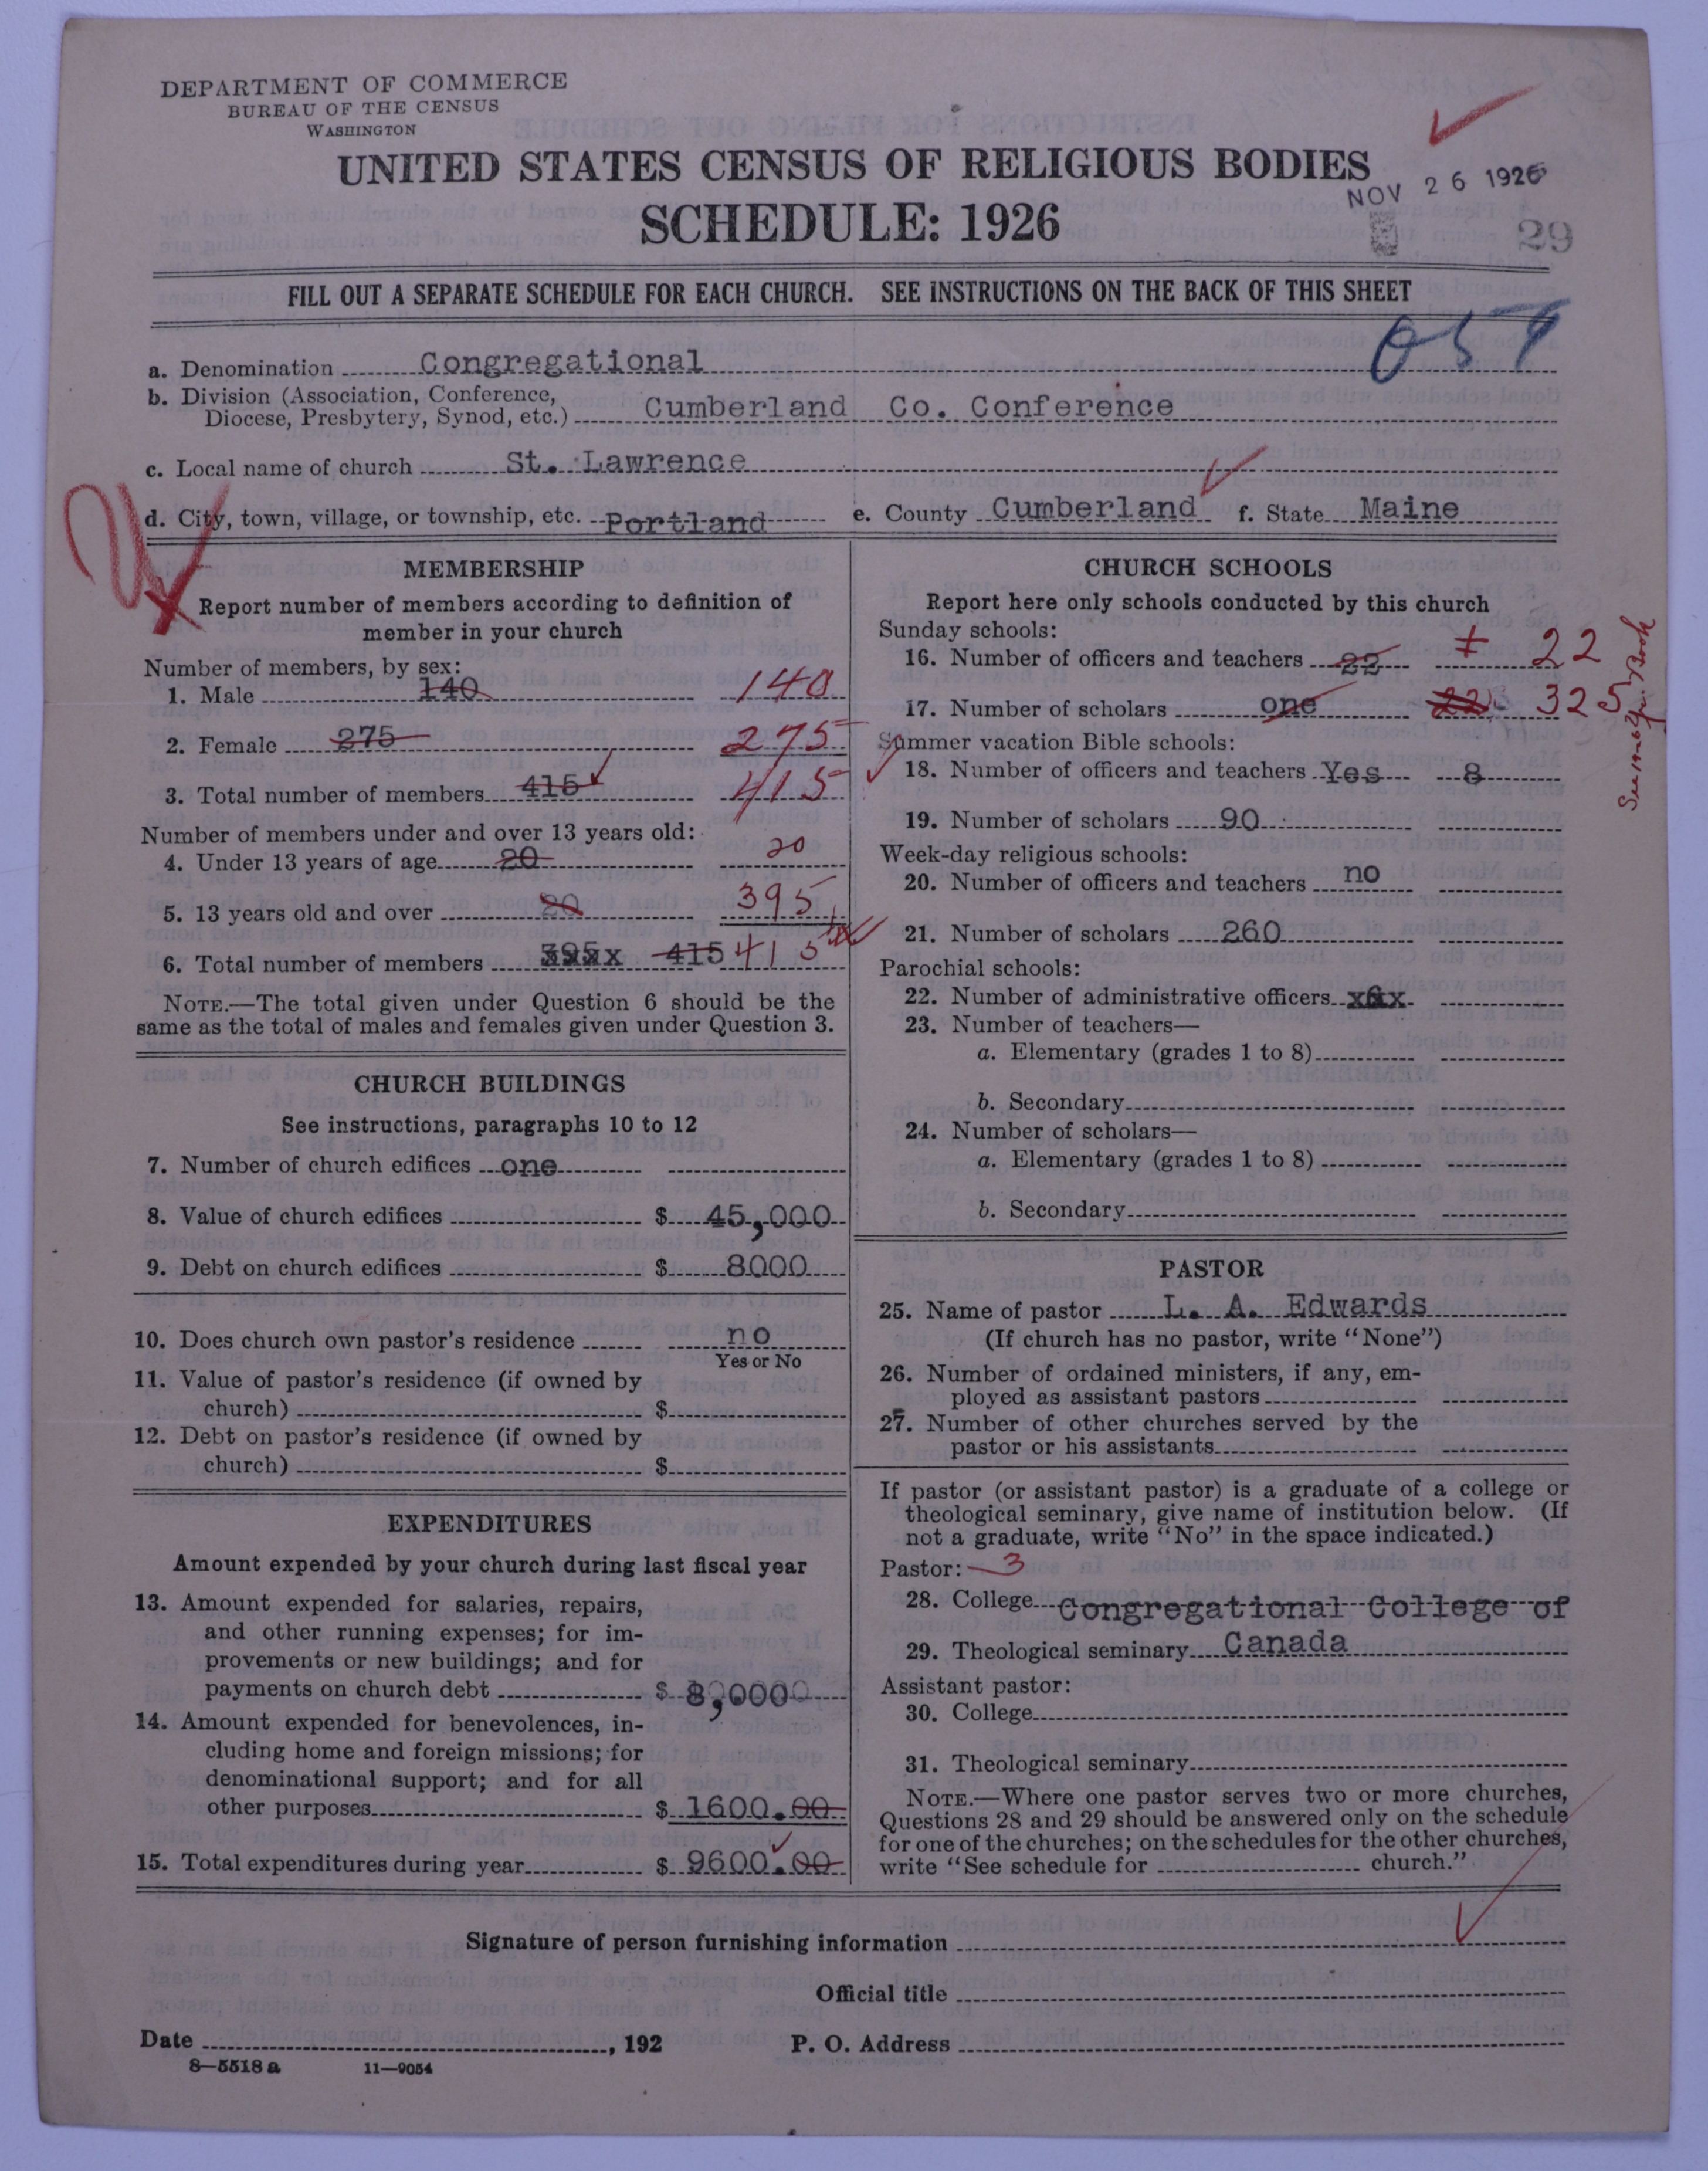 DEPARTMENT OF COMMERCE
BUREAU OF THE CENSUS
WASHINGTON
UNITED STATES CENSUS OF RELIGIOUS BODIES
SCHEDULE: 1926
NOV 26 1926
29
FILL OUT A SEPARATE SCHEDULE FOR EACH CHURCH. SEE INSTRUCTIONS ON THE BACK OF THIS SHEET
a. Denomination Congregational
b. Division (Association, Conference,
Diocese, Presbytery, Synod, etc.) Cumberland Co. Conference
c. Local name of church St. Lawrence
d. City, town, village, or township, etc. Portland e. County Cumberland f. State Maine
MEMBERSHIP
Report number of members according to definition of
member in your church
Number of members, by sex:
1. Male 140 140
2. Female 275 275
3. Total number of members 415 415
Number of members under and over 13 years old:
4. Under 13 years of age 20 20
5. 13 years old and over 20 395
6. Total number of members 395x 415 415
NOTE.—The total given under Question 6 should be the
same as the total of males and females given under Question 3.
CHURCH BUILDINGS
See instructions, paragraphs 10 to 12
7. Number of church edifices one
8. Value of church edifices $ 45,000
9. Debt on church edifices $ 8000
10. Does church own pastor's residence no
Yes or No
11. Value of pastor's residence (if owned by
church) $
12. Debt on pastor's residence (if owned by
church) $
EXPENDITURES
Amount expended by your church during last fiscal year
13. Amount expended for salaries, repairs,
and other running expenses; for im-
provements or new buildings; and for
payments on church debt $ 8,000
14. Amount expended for benevolences, in-
cluding home and foreign missions; for
denominational support; and for all
other purposes $ 1600.00
15. Total expenditures during year $ 9600.00
CHURCH SCHOOLS
Report here only schools conducted by this church
Sunday schools:
16. Number of officers and teachers 22 + 22
17. Number of scholars one 22 325
Summer vacation Bible schools:
18. Number of officers and teachers Yes 8
19. Number of scholars 90
Week-day religious schools:
20. Number of officers and teachers no
21. Number of scholars 260
Parochial schools:
22. Number of administrative officers
23. Number of teachers—
a. Elementary (grades 1 to 8)
b. Secondary
24. Number of scholars—
a. Elementary (grades 1 to 8)
b. Secondary
PASTOR
25. Name of pastor L. A. Edwards
(If church has no pastor, write "None")
26. Number of ordained ministers, if any, em-
ployed as assistant pastors
27. Number of other churches served by the
pastor or his assistants
If pastor (or assistant pastor) is a graduate of a college or
theological seminary, give name of institution below. (If
not a graduate, write "No" in the space indicated.)
Pastor: 3
28. College Congregational College of
29. Theological seminary Canada
Assistant pastor:
30. College
31. Theological seminary
NOTE.—Where one pastor serves two or more churches,
Questions 28 and 29 should be answered only on the schedule
for one of the churches; on the schedules for the other churches,
write "See schedule for church."
Signature of person furnishing information
Official title
Date , 192 P. O. Address
8—5518 a 11—9054